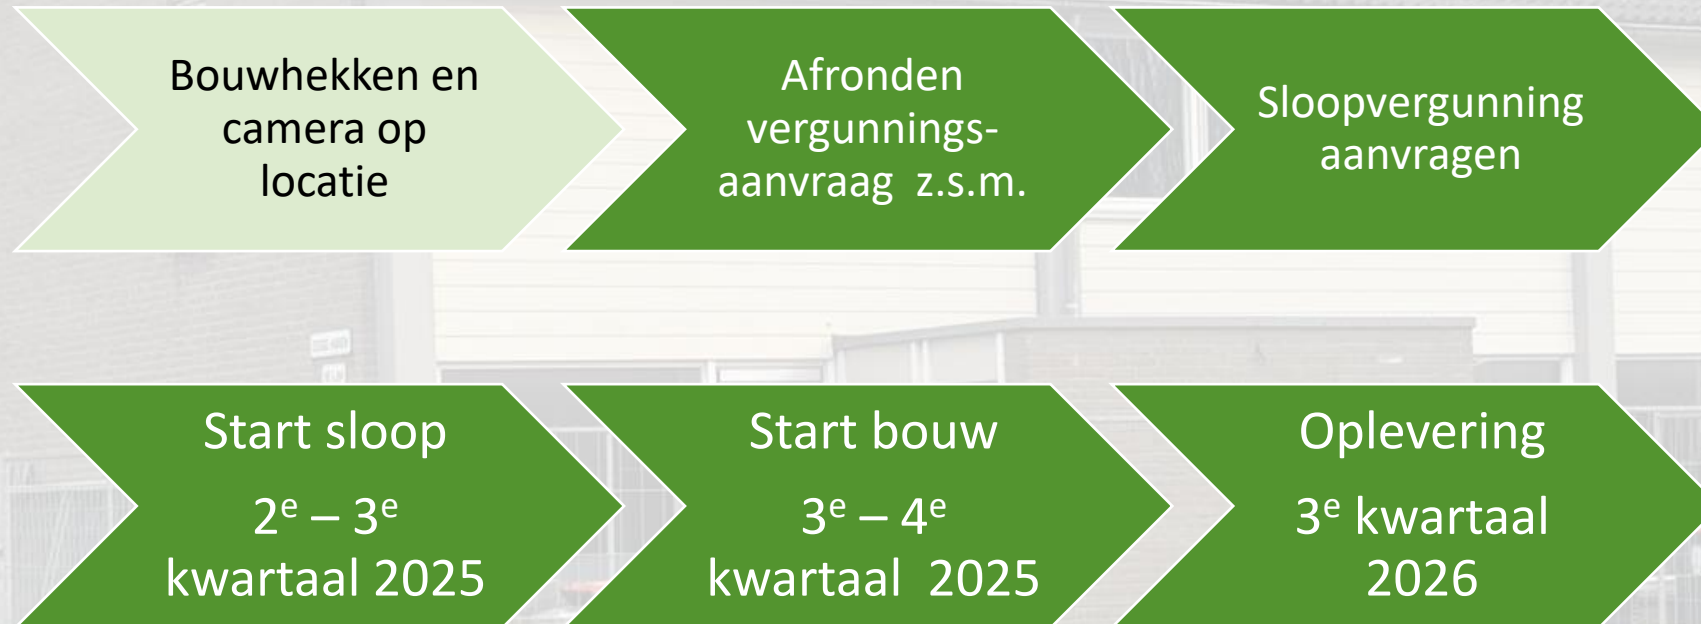 Bouwhekken en
camera op
locatie
Afronden
vergunnings-
aanvraag z.s.m.
Sloopvergunning
aanvragen
Start sloop
2e – 3e
kwartaal 2025
Start bouw
3e – 4e
kwartaal 2025
Oplevering
3e kwartaal
2026